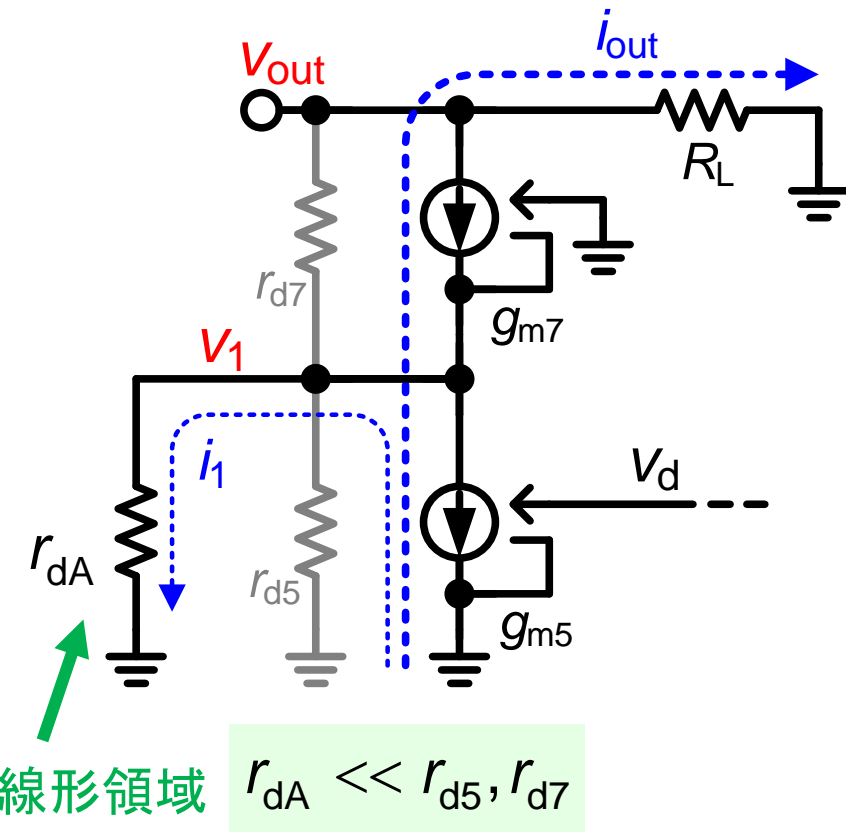 iout
vout
RL
rd7
gm7
v1
i1
vd
rdA
rd5
gm5
線形領域
rdA << rd5, rd7